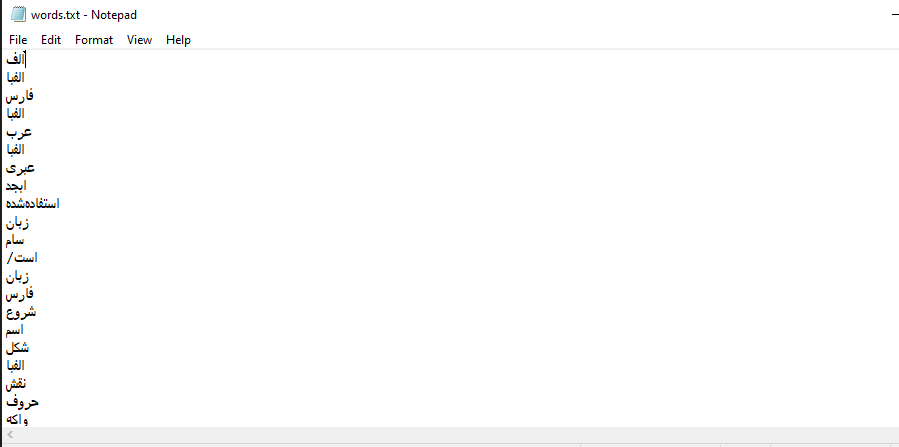 words.txt - Notepad
File Edit Format View Help
الف
الفبا
فارس
الفبا
عرب
الفبا
عبری
ابجد
استفاده‌شده
زبان
سام
است/
زبان
فارس
شروع
اسم
شکل
الفبا
نقش
حروف
واکه